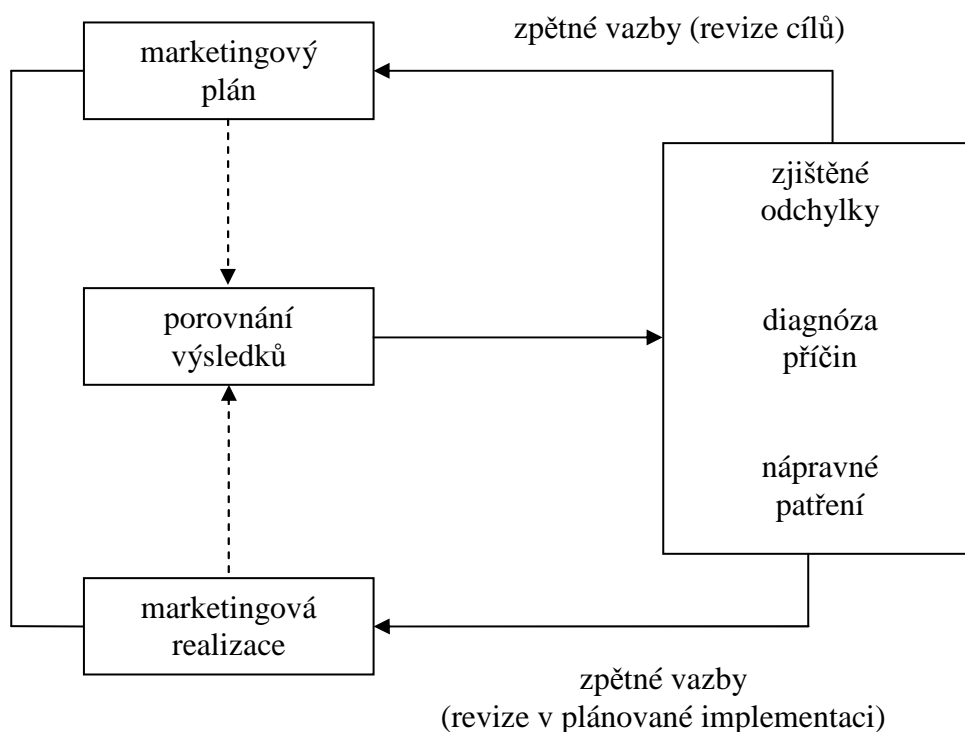 zpětné vazby (revize cílů)
marketingový
plán
zjištěné
odchylky
porovnání
výsledků
diagnóza
příčin
nápravné
patření
marketingová
realizace
zpětné vazby
(revize v plánované implementaci)